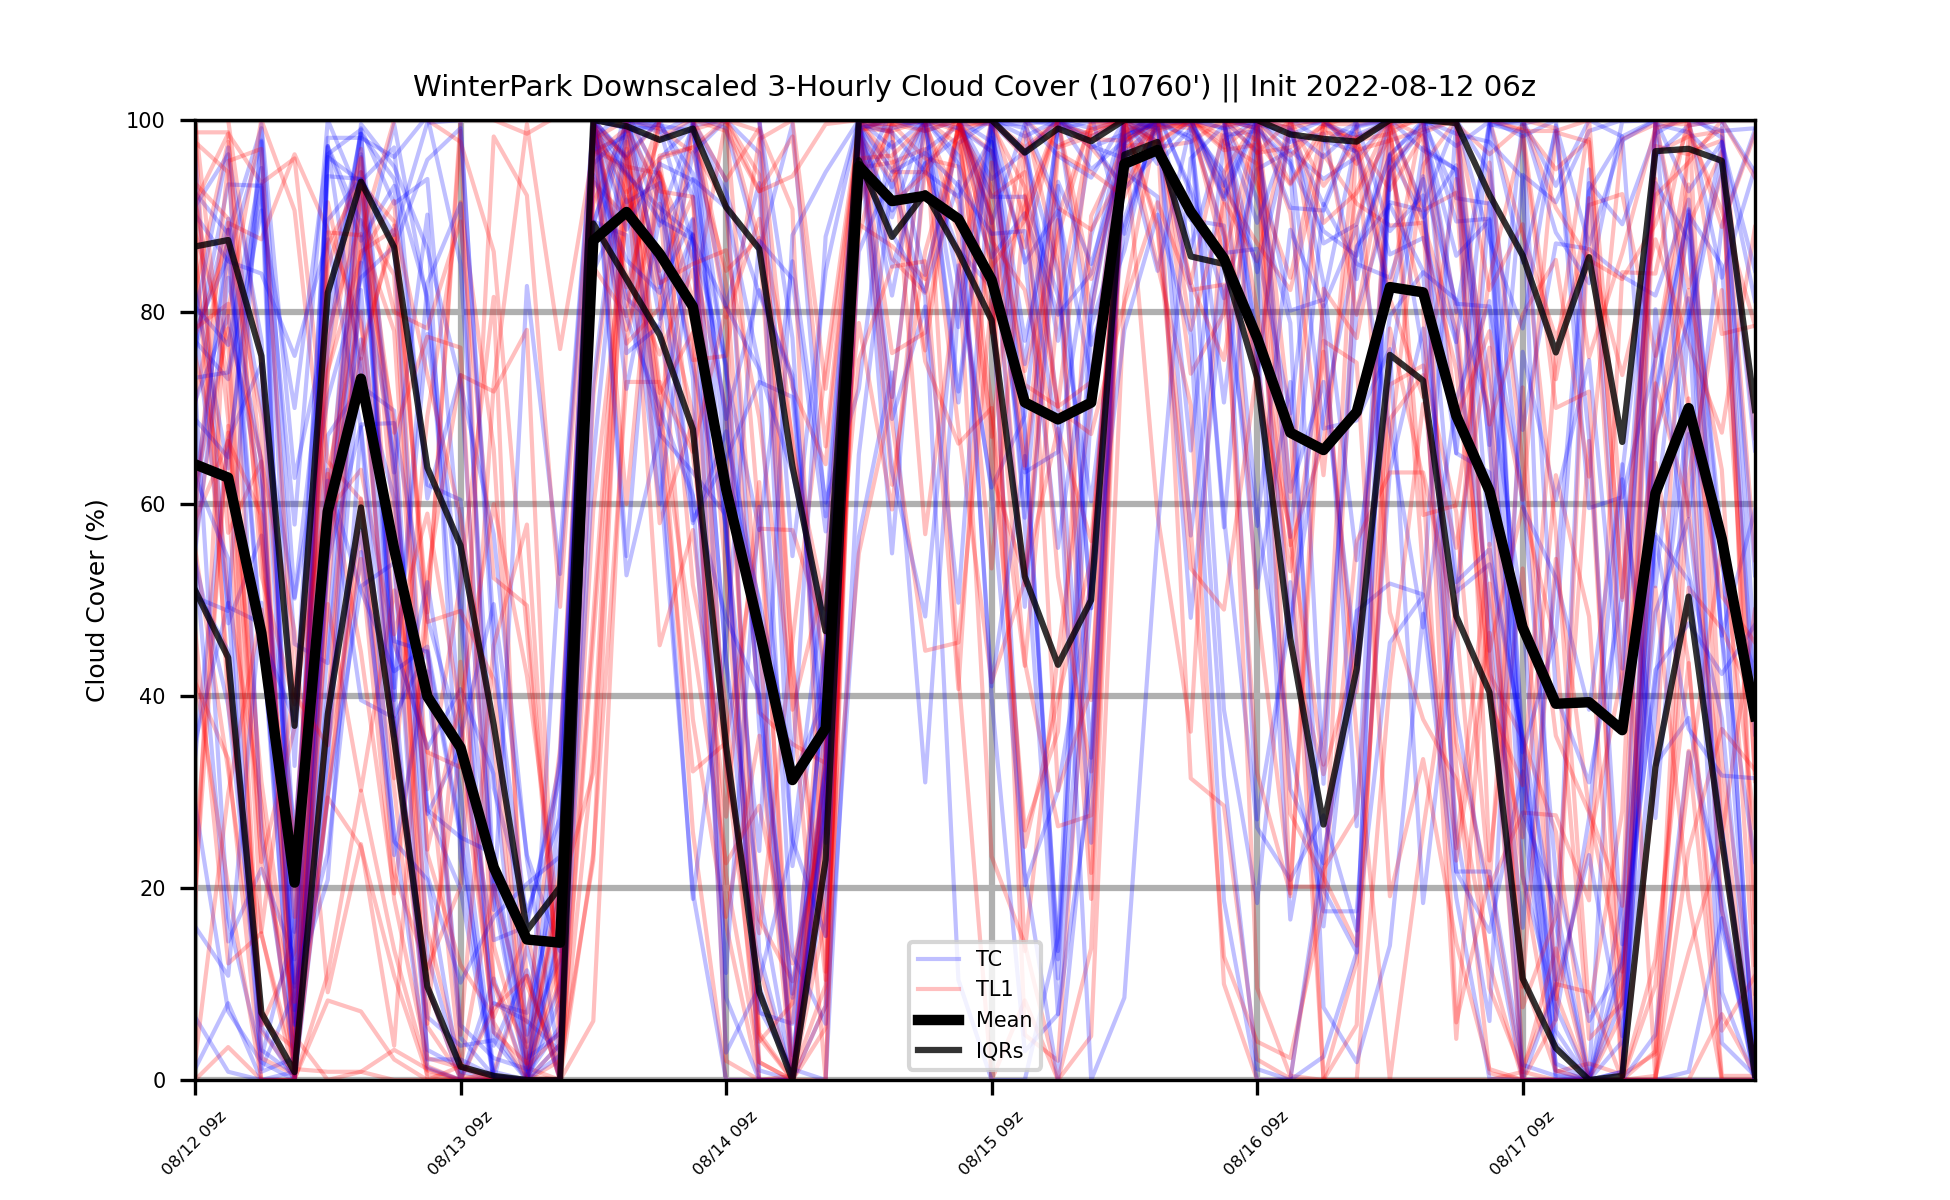 WinterPark Downscaled 3-Hourly Cloud Cover (10760') || Init 2022-08-12 06z
Cloud Cover (%)
100
80
60
40
20
0
TC
TL1
Mean
IQRs
08/12 09z
08/13 09z
08/14 09z
08/15 09z
08/16 09z
08/17 09z